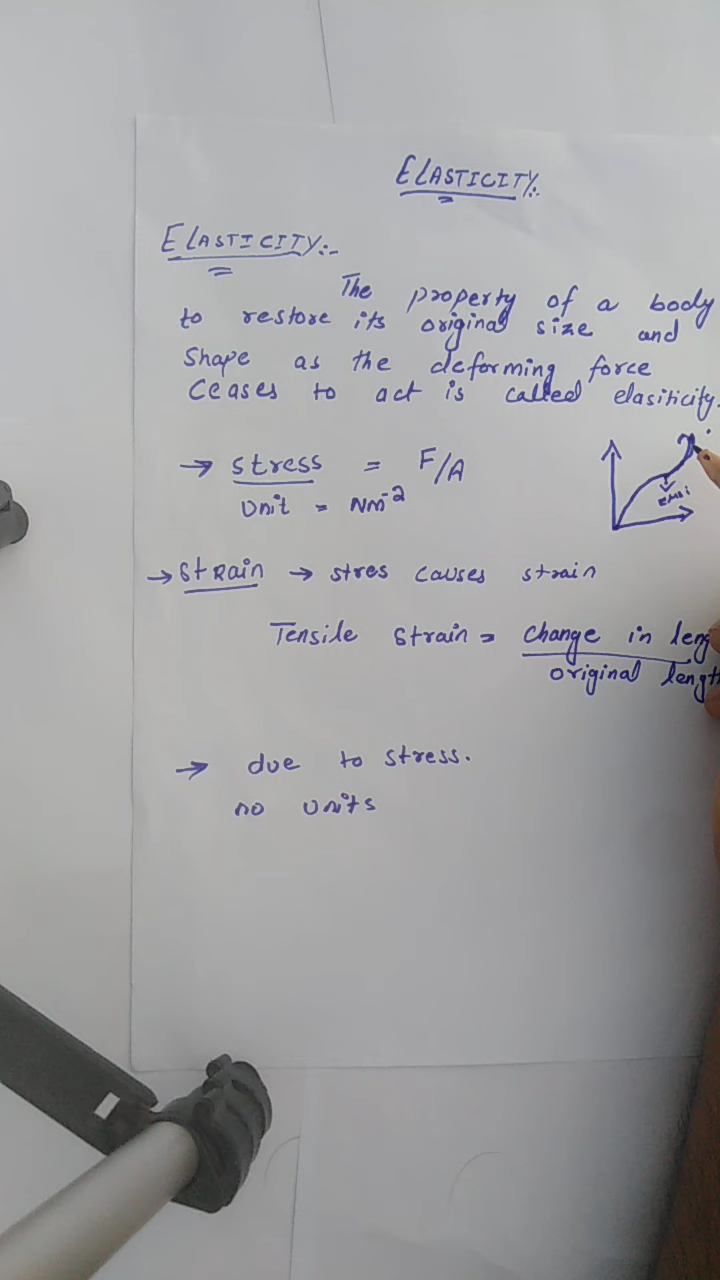 ELASTICITY:
ELASTICITY:-
The property of a body
to restore its original size and
shape as the deforming force
ceases to act is called elasiticity.
→ stress = F/A
Unit = Nm⁻²
→ StRain → stres causes strain
Tensile strain = change in leng
original lengt
→ due to stress.
no units